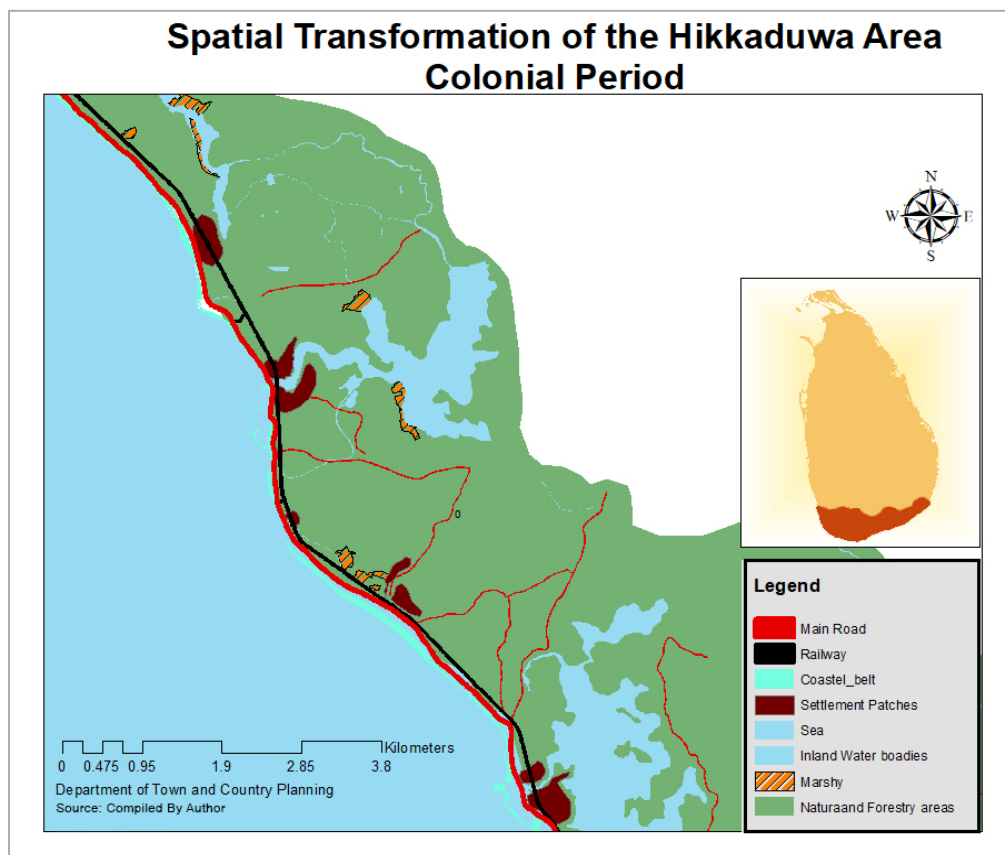 Spatial Transformation of the Hikkaduwa Area
Colonial Period
N
W E
S
0
Legend
Main Road
Railway
Coastel_belt
Settlement Patches
Sea
Inland Water boadies
Marshy
Naturaand Forestry areas
Kilometers
0 0.475 0.95 1.9 2.85 3.8
Department of Town and Country Planning
Source: Compiled By Author